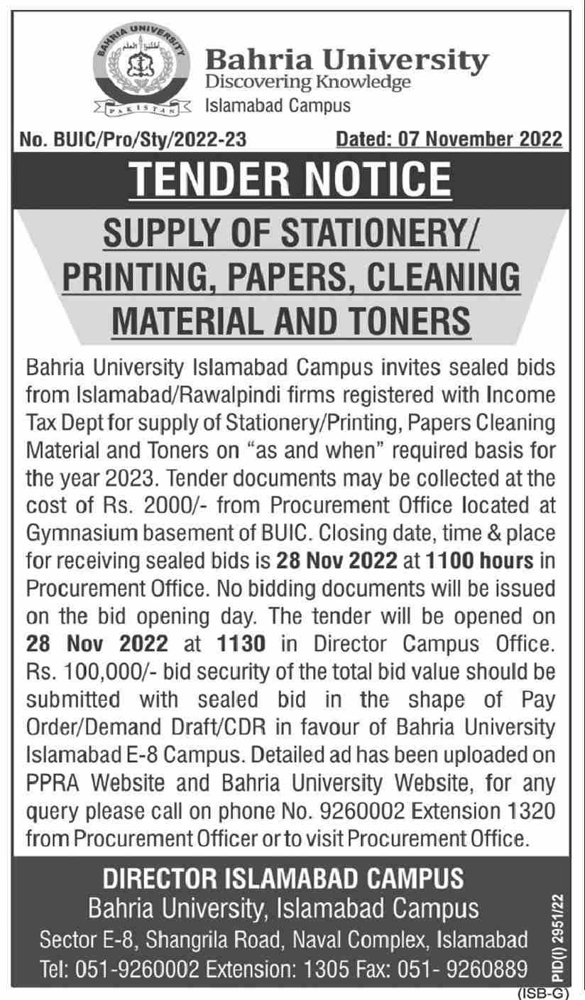 BAHRIA UNIVERSITY
PAKISTAN
Bahria University
Discovering Knowledge
Islamabad Campus
No. BUIC/Pro/Sty/2022-23 Dated: 07 November 2022
TENDER NOTICE
SUPPLY OF STATIONERY/
PRINTING, PAPERS, CLEANING
MATERIAL AND TONERS
Bahria University Islamabad Campus invites sealed bids
from Islamabad/Rawalpindi firms registered with Income
Tax Dept for supply of Stationery/Printing, Papers Cleaning
Material and Toners on “as and when” required basis for
the year 2023. Tender documents may be collected at the
cost of Rs. 2000/- from Procurement Office located at
Gymnasium basement of BUIC. Closing date, time & place
for receiving sealed bids is 28 Nov 2022 at 1100 hours in
Procurement Office. No bidding documents will be issued
on the bid opening day. The tender will be opened on
28 Nov 2022 at 1130 in Director Campus Office.
Rs. 100,000/- bid security of the total bid value should be
submitted with sealed bid in the shape of Pay
Order/Demand Draft/CDR in favour of Bahria University
Islamabad E-8 Campus. Detailed ad has been uploaded on
PPRA Website and Bahria University Website, for any
query please call on phone No. 9260002 Extension 1320
from Procurement Officer or to visit Procurement Office.
DIRECTOR ISLAMABAD CAMPUS
Bahria University, Islamabad Campus
Sector E-8, Shangrila Road, Naval Complex, Islamabad
Tel: 051-9260002 Extension: 1305 Fax: 051- 9260889
PID(I) 2951/22
(ISB-G)